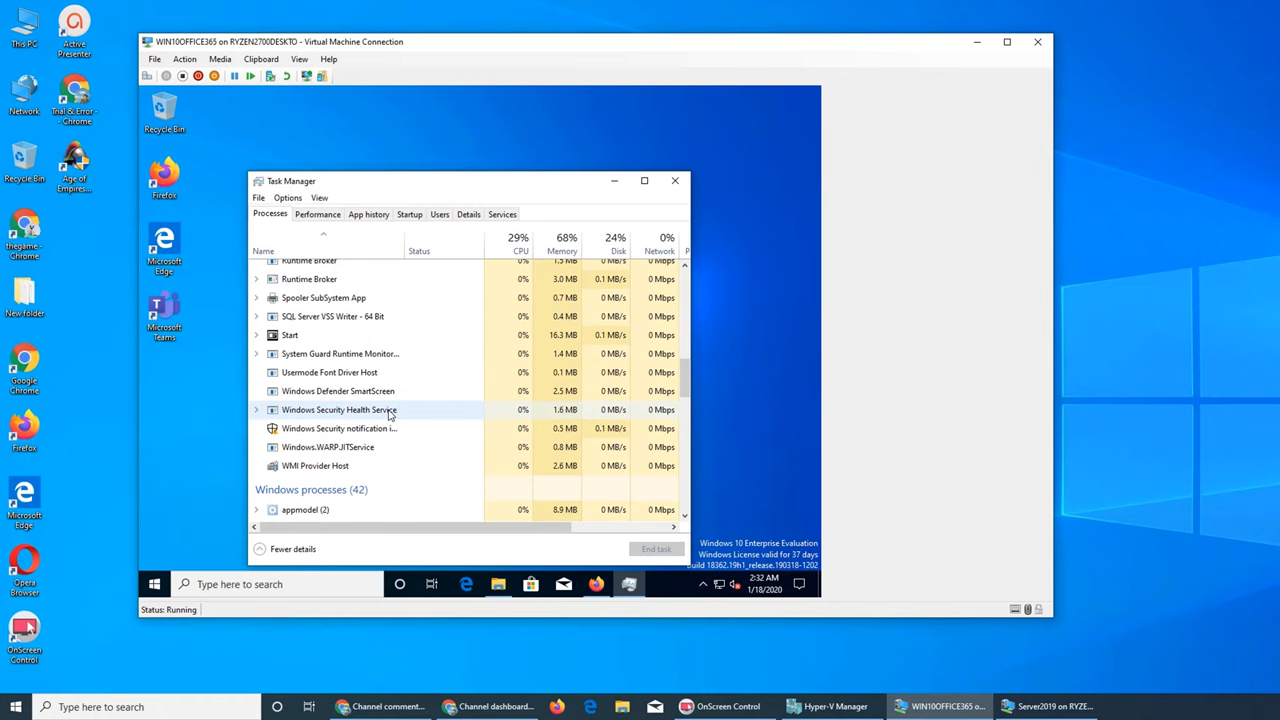 This PC
Active
Presenter
Network
Trial & Error -
- Chrome
Recycle Bin
Age of
Empires...
thegame -
Chrome
New folder
Google
Chrome
Firefox
Microsoft
Edge
Opera
Browser
OnScreen
Control
WIN10OFFICE365 on RYZEN2700DESKTO - Virtual Machine Connection
File Action Media Clipboard View Help
Recycle Bin
Firefox
Microsoft
Edge
Microsoft
Teams
Task Manager
File Options View
Processes Performance App history Startup Users Details Services
29% 68% 24% 0%
Name Status CPU Memory Disk Network P
Runtime Broker 0% 1.5 MB 0 MB/s 0 Mbps
Runtime Broker 0% 3.0 MB 0.1 MB/s 0 Mbps
Spooler SubSystem App 0% 0.7 MB 0 MB/s 0 Mbps
SQL Server VSS Writer - 64 Bit 0% 0.4 MB 0 MB/s 0 Mbps
Start 0% 16.3 MB 0.1 MB/s 0 Mbps
System Guard Runtime Monitor... 0% 1.4 MB 0 MB/s 0 Mbps
Usermode Font Driver Host 0% 0.1 MB 0 MB/s 0 Mbps
Windows Defender SmartScreen 0% 2.5 MB 0 MB/s 0 Mbps
Windows Security Health Service 0% 1.6 MB 0 MB/s 0 Mbps
Windows Security notification i... 0% 0.5 MB 0.1 MB/s 0 Mbps
Windows.WARP.JITService 0% 0.8 MB 0 MB/s 0 Mbps
WMI Provider Host 0% 2.6 MB 0 MB/s 0 Mbps
Windows processes (42)
appmodel (2) 0% 8.9 MB 0 MB/s 0 Mbps
Fewer details End task
Windows 10 Enterprise Evaluation
Windows License valid for 37 days
Build 18362.19h1_release.190318-1202
Type here to search
2:32 AM
1/18/2020
Status: Running
Type here to search Channel comment... Channel dashboard... OnScreen Control Hyper-V Manager WIN10OFFICE365 o... Server2019 on RYZE...